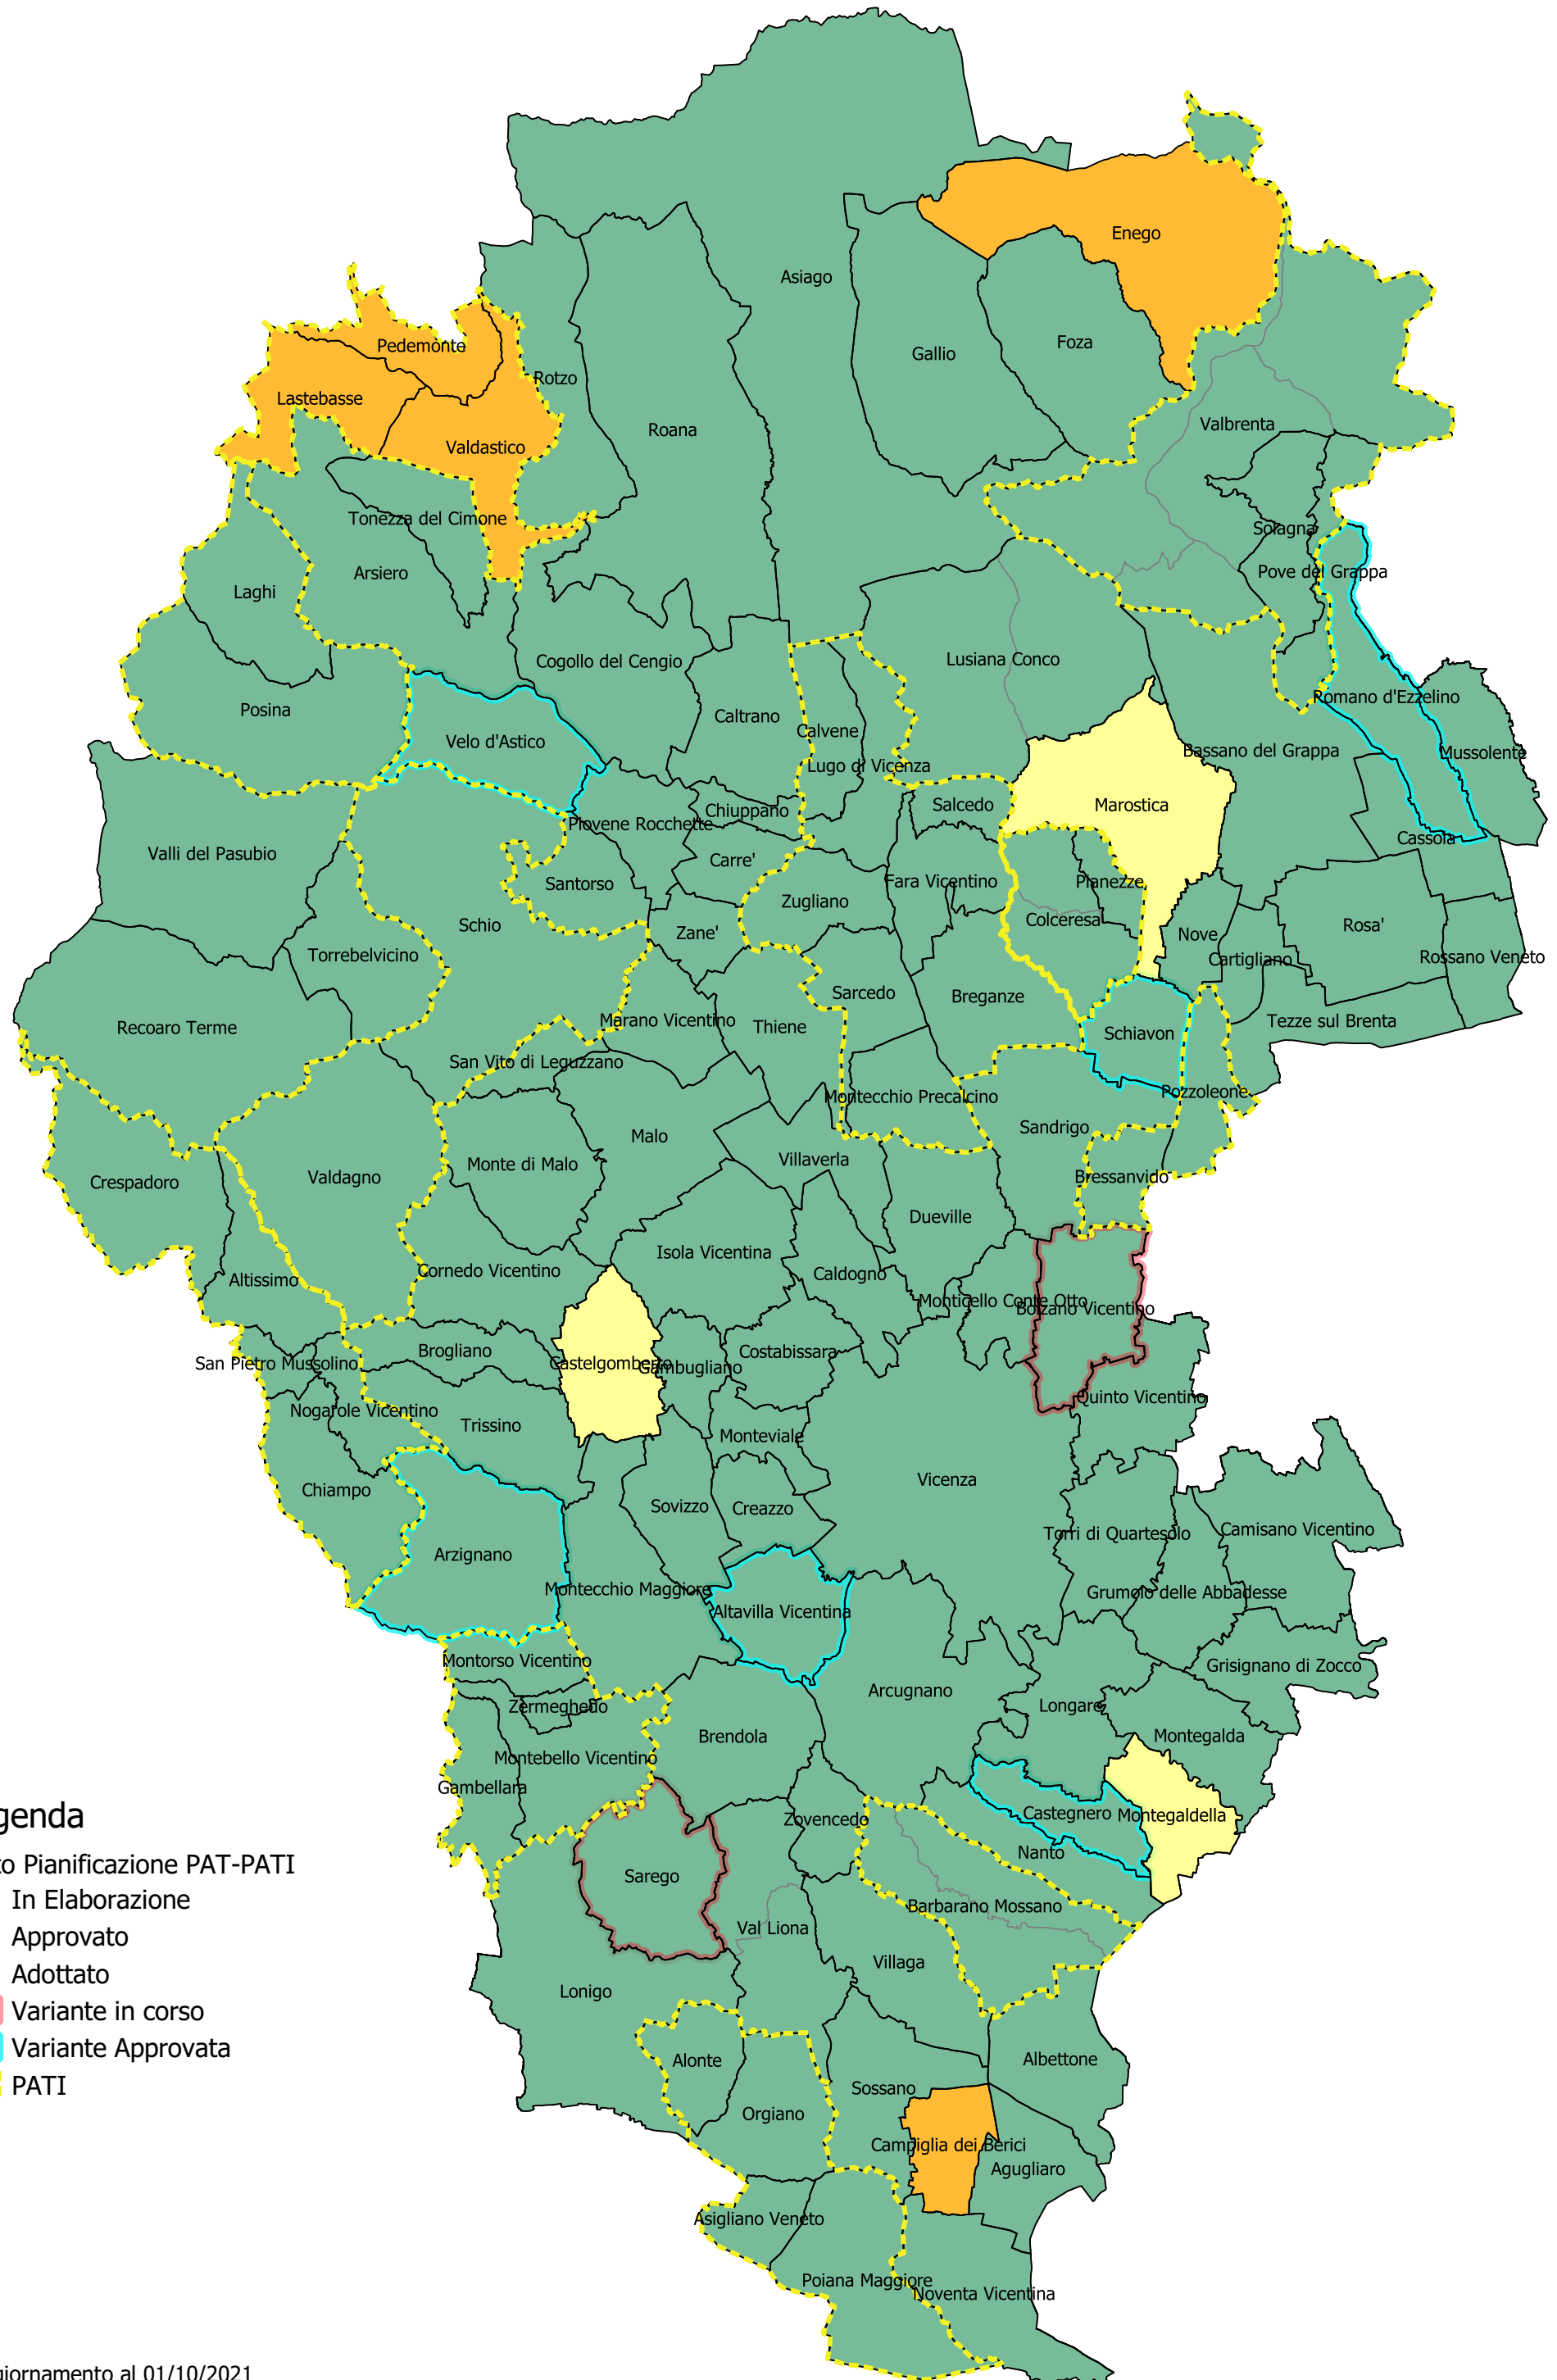 Enego
Asiago
Pedemonte
Foza
Gallio
Rotzo
Lastebasse
Valbrenta
Roana
Valdastico
Tonezza del Cimone
Solagna
Arsiero
Pove del Grappa
Laghi
Cogollo del Cengio
Lusiana Conco
Romano d'Ezzelino
Posina
Caltrano
Calvene
Velo d'Astico
Bassano del Grappa
Mussolente
Lugo di Vicenza
Marostica
Salcedo
Chiuppano
Piovene Rocchette
Cassola
Valli del Pasubio
Carre'
Santorso
Fara Vicentino
Pianezze
Zugliano
Colceresa
Schio
Rosa'
Zane'
Nove
Torrebelvicino
Cartigliano
Rossano Veneto
Sarcedo
Breganze
Marano Vicentino
Tezze sul Brenta
Recoaro Terme
Thiene
Schiavon
San Vito di Leguzzano
Pozzoleone
Montecchio Precalcino
Sandrigo
Malo
Villaverla
Monte di Malo
Valdagno
Bressanvido
Crespadoro
Dueville
Isola Vicentina
Cornedo Vicentino
Caldogno
Altissimo
Monticello Conte Otto
Bolzano Vicentino
Brogliano
Costabissara
San Pietro Mussolino
Castelgomberto
Gambugliano
Quinto Vicentino
Nogarole Vicentino
Trissino
Monteviale
Vicenza
Chiampo
Sovizzo
Creazzo
Camisano Vicentino
Torri di Quartesolo
Arzignano
Montecchio Maggiore
Grumolo delle Abbadesse
Altavilla Vicentina
Montorso Vicentino
Grisignano di Zocco
Arcugnano
Zermeghedo
Longare
Brendola
Montegalda
Montebello Vicentino
Gambellara
Castegnero
Montegaldella
Zovencedo
Nanto
Sarego
Barbarano Mossano
Val Liona
Villaga
Lonigo
Albettone
Alonte
Sossano
Orgiano
Campiglia dei Berici
Agugliaro
Asigliano Veneto
Poiana Maggiore
Noventa Vicentina
genda
o Pianificazione PAT-PATI
In Elaborazione
Approvato
Adottato
Variante in corso
Variante Approvata
PATI
giornamento al 01/10/2021